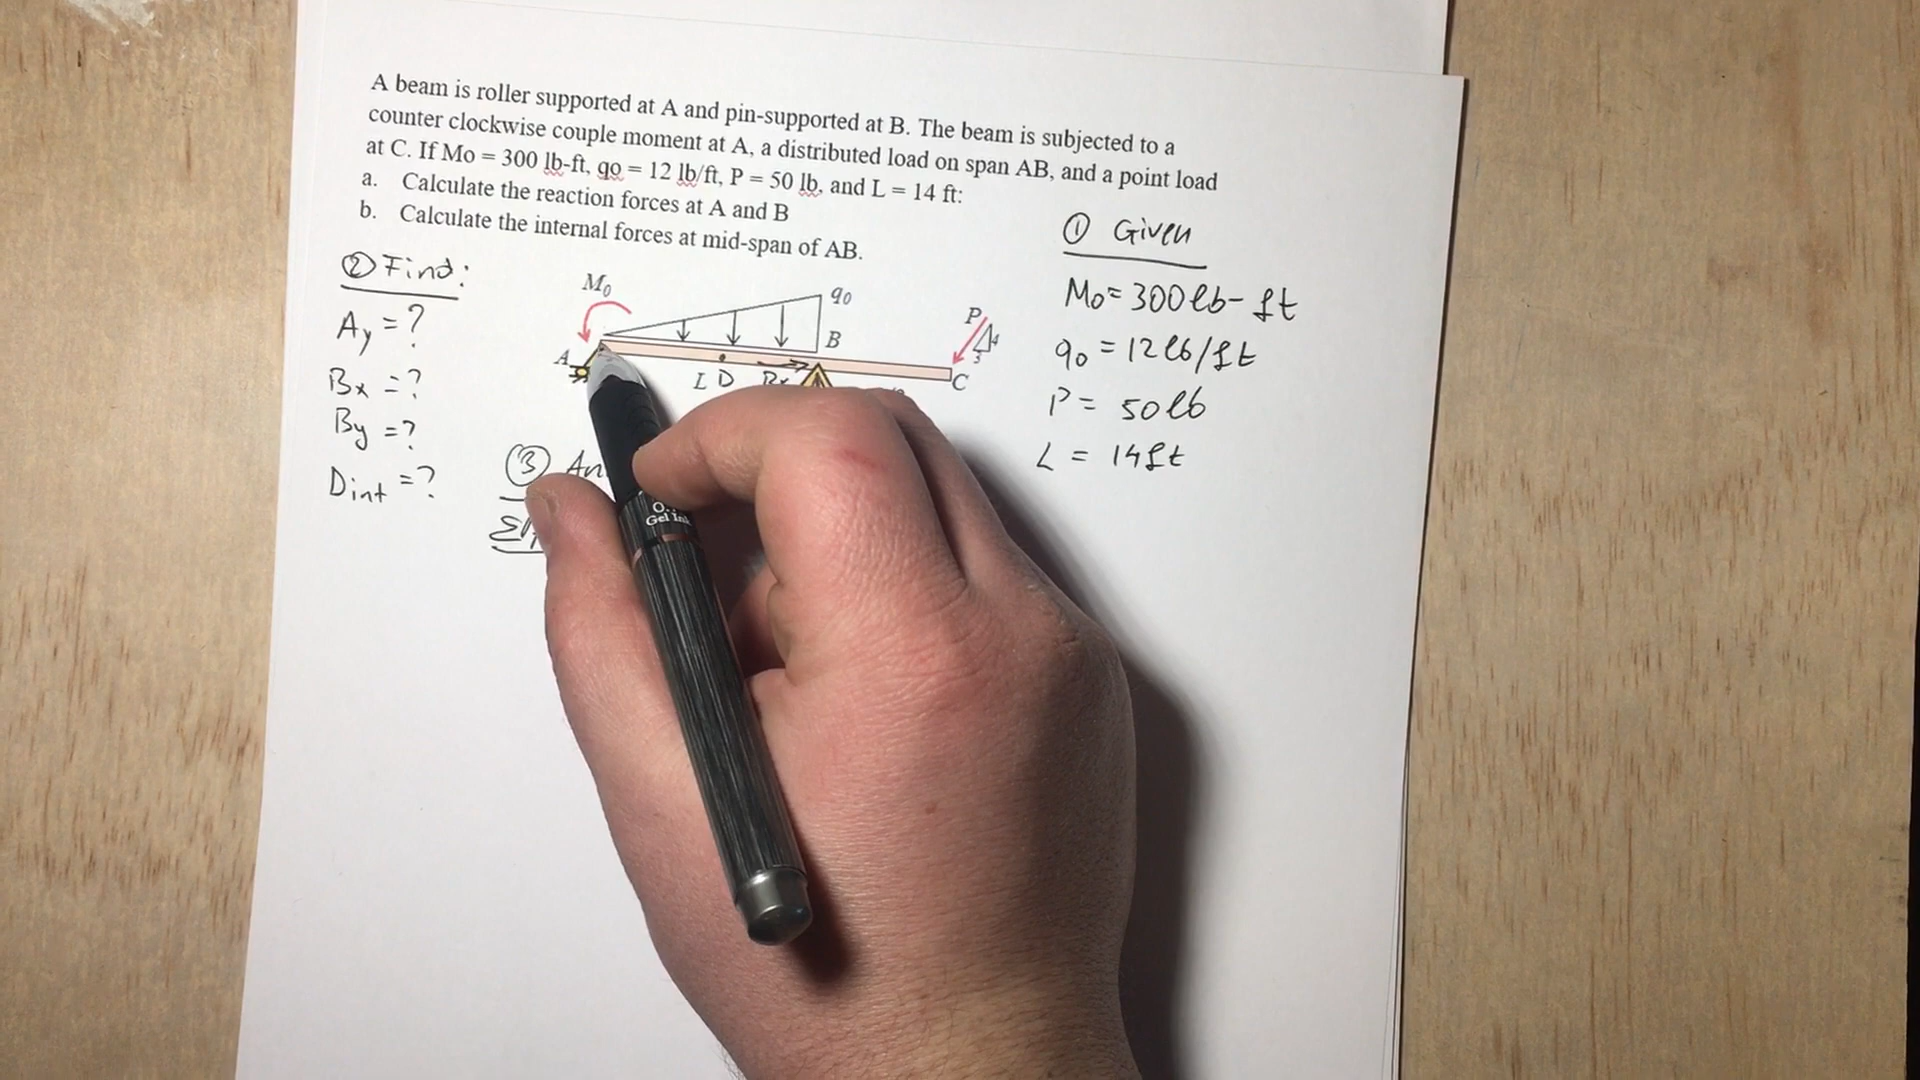 A beam is roller supported at A and pin-supported at B. The beam is subjected to a
counter clockwise couple moment at A, a distributed load on span AB, and a point load
at C. If Mo = 300 lb-ft, qo = 12 lb/ft, P = 50 lb, and L = 14 ft:
a. Calculate the reaction forces at A and B
b. Calculate the internal forces at mid-span of AB.
① Given
Mo = 300 lb-ft
qo = 12 lb/ft
P = 50 lb
L = 14 ft
② Find:
Ay = ?
Bx = ?
By = ?
Dint = ?
M0
q0
B
P
4
3
A
L D
C
③
Gel Ink